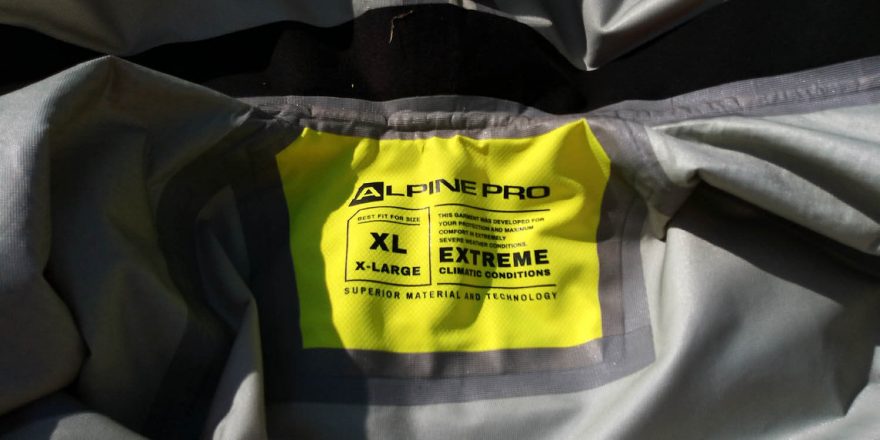 ALPINE PRO
BEST FIT FOR SIZE
XL
X-LARGE
THIS GARMENT WAS DEVELOPED FOR
YOUR PROTECTION AND MAXIMUM
COMFORT IN EXTREMELY
SEVERE WEATHER CONDITIONS.
EXTREME
CLIMATIC CONDITIONS
SUPERIOR MATERIAL AND TECHNOLOGY